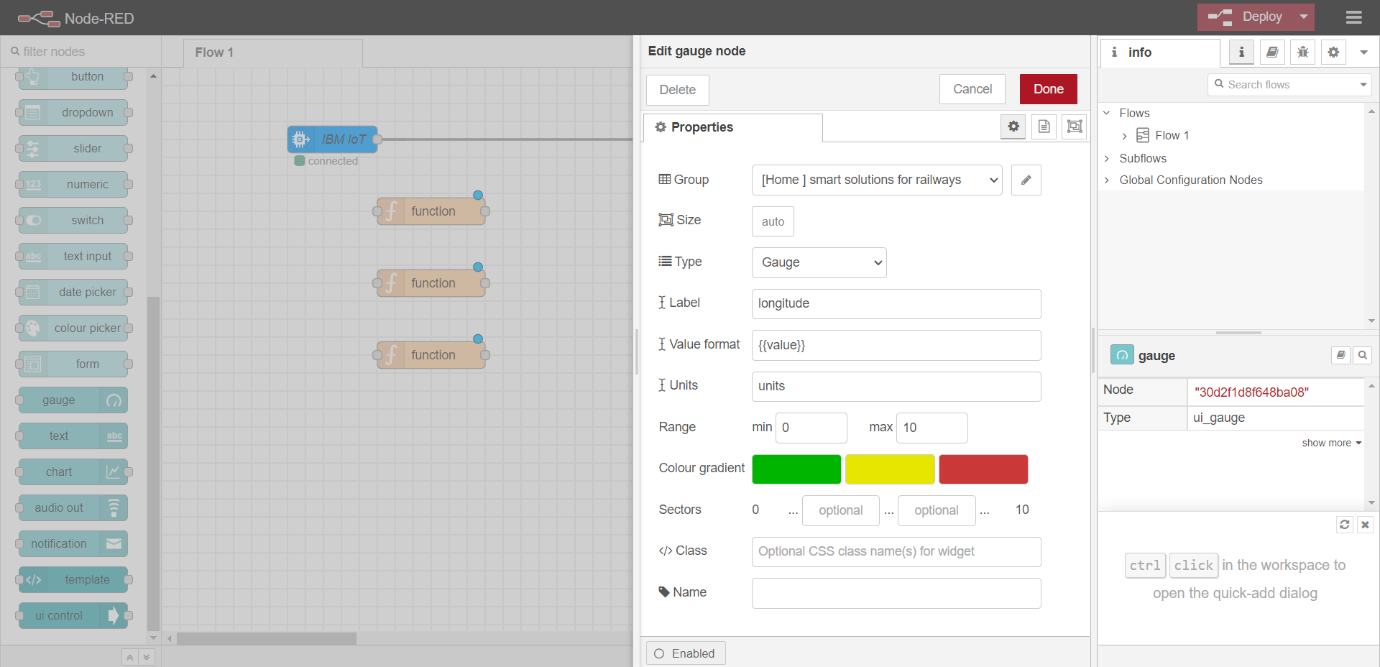 Node-RED
Deploy
filter nodes
Flow 1
button
dropdown
slider
123 numeric
switch
abc text input
date picker
colour picker
form
gauge
text abc
chart
audio out
notification
</> template
ui control
IBM IoT
connected
f function
f function
f function
Edit gauge node
Delete
Cancel
Done
Properties
Group
[Home ] smart solutions for railways
Size
auto
Type
Gauge
Label
longitude
Value format
{{value}}
Units
units
Range
min 0
max 10
Colour gradient
Sectors
0 ... optional ... optional ... 10
</> Class
Optional CSS class name(s) for widget
Name
Enabled
i info
i
Search flows
Flows
Flow 1
Subflows
Global Configuration Nodes
gauge
Node "30d2f1d8f648ba08"
Type ui_gauge
show more
ctrl click in the workspace to
open the quick-add dialog